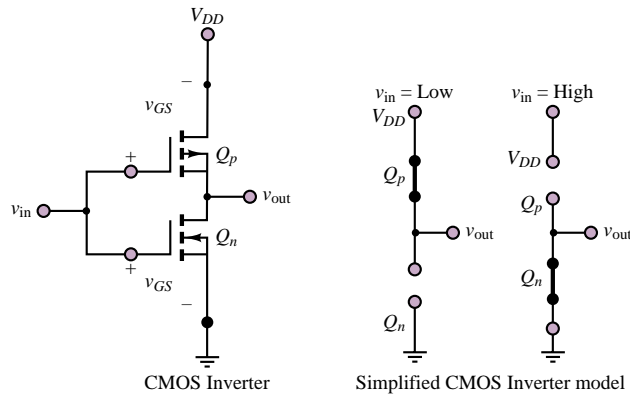 V_DD
−
v_GS
Q_p
+
v_in
v_out
Q_n
+
v_GS
−
CMOS Inverter
v_in = Low
V_DD
Q_p
v_out
Q_n
v_in = High
V_DD
Q_p
v_out
Q_n
Simplified CMOS Inverter model